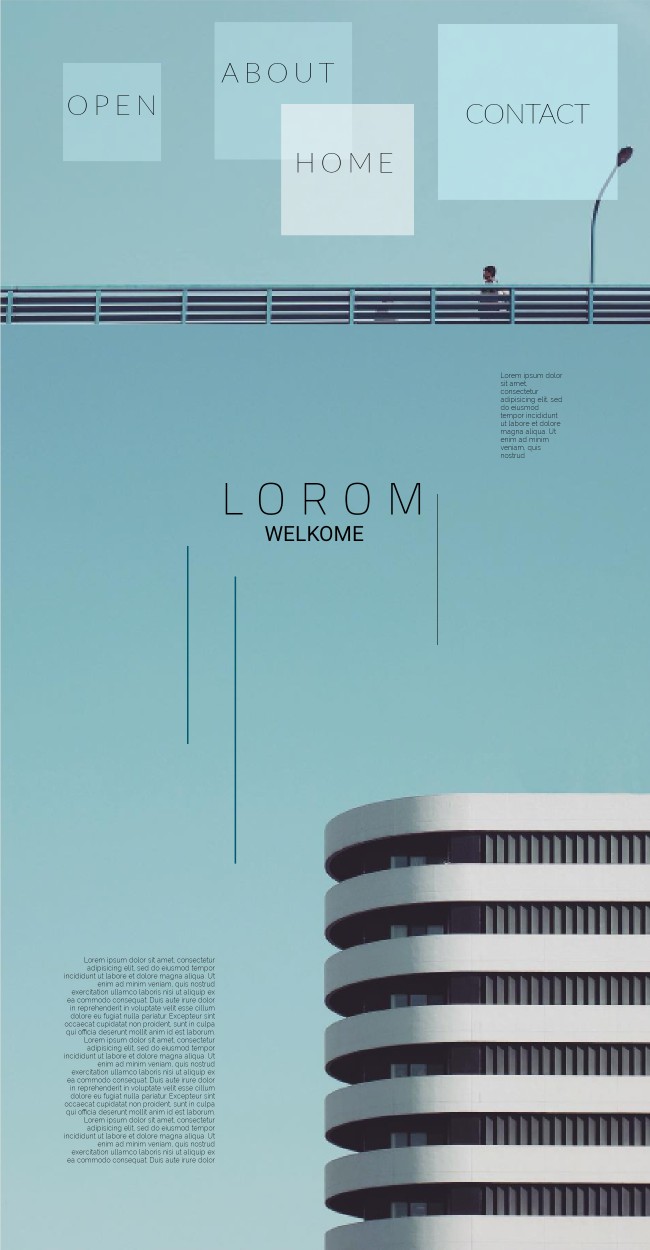 OPEN
ABOUT
HOME
CONTACT
Lorem ipsum dolor
sit amet,
consectetur
adipisicing elit, sed
do eiusmod
tempor incididunt
ut labore et dolore
magna aliqua. Ut
enim ad minim
veniam, quis
nostrud
LOROM
WELKOME
Lorem ipsum dolor sit amet, consectetur
adipisicing elit, sed do eiusmod tempor
incididunt ut labore et dolore magna aliqua. Ut
enim ad minim veniam, quis nostrud
exercitation ullamco laboris nisi ut aliquip ex
ea commodo consequat. Duis aute irure dolor
in reprehenderit in voluptate velit esse cillum
dolore eu fugiat nulla pariatur. Excepteur sint
occaecat cupidatat non proident, sunt in culpa
qui officia deserunt mollit anim id est laborum.
Lorem ipsum dolor sit amet, consectetur
adipisicing elit, sed do eiusmod tempor
incididunt ut labore et dolore magna aliqua. Ut
enim ad minim veniam, quis nostrud
exercitation ullamco laboris nisi ut aliquip ex
ea commodo consequat. Duis aute irure dolor
in reprehenderit in voluptate velit esse cillum
dolore eu fugiat nulla pariatur. Excepteur sint
occaecat cupidatat non proident, sunt in culpa
qui officia deserunt mollit anim id est laborum.
Lorem ipsum dolor sit amet, consectetur
adipisicing elit, sed do eiusmod tempor
incididunt ut labore et dolore magna aliqua. Ut
enim ad minim veniam, quis nostrud
exercitation ullamco laboris nisi ut aliquip ex
ea commodo consequat. Duis aute irure dolor